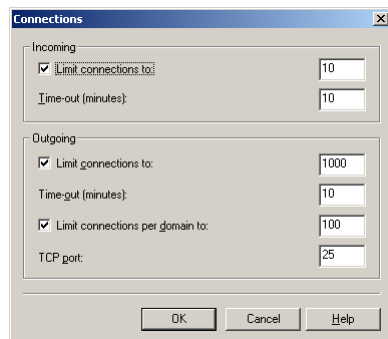 Connections
Incoming
Limit connections to: 10
Time-out (minutes): 10
Outgoing
Limit connections to: 1000
Time-out (minutes): 10
Limit connections per domain to: 100
TCP port: 25
OK Cancel Help